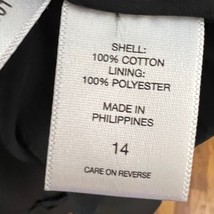 SHELL:
100% COTTON
LINING:
100% POLYESTER
MADE IN
PHILIPPINES
14
CARE ON REVERSE